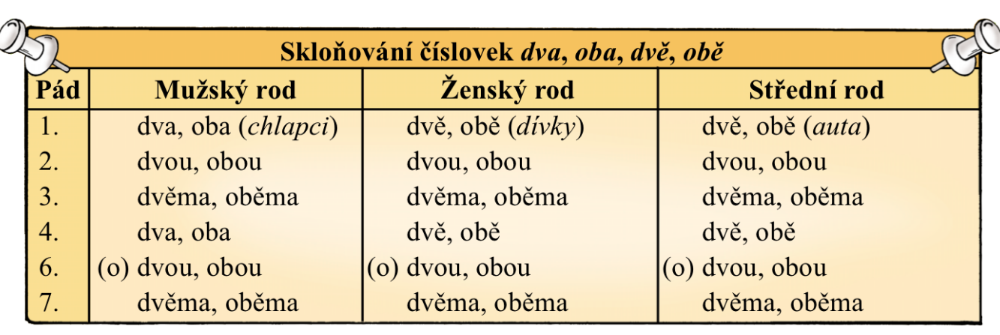 Skloňování číslovek dva, oba, dvě, obě
Pád Mužský rod Ženský rod Střední rod
1. dva, oba (chlapci) dvě, obě (dívky) dvě, obě (auta)
2. dvou, obou dvou, obou dvou, obou
3. dvěma, oběma dvěma, oběma dvěma, oběma
4. dva, oba dvě, obě dvě, obě
6. (o) dvou, obou (o) dvou, obou (o) dvou, obou
7. dvěma, oběma dvěma, oběma dvěma, oběma